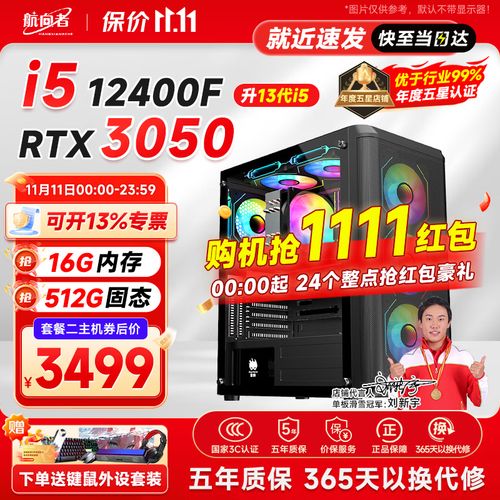 航向者
保价11.11
*图片仅供参考，默认不带显示器!
就近速发 快至当日达
i5 12400F
升13代i5
年度五星店铺
优于行业99%
年度五星认证
RTX 3050
11月11日00:00-23:59
可开13%专票
抢 16G内存
抢 512G固态
购机抢1111红包
00:00起 24个整点抢红包豪礼
套餐二主机券后价
¥3499
店铺代言人
单板滑雪冠军：刘新宇
赠
下单送键鼠外设套装
CCC
国家3C认证
5年
五年质保
价
价保服务
正
正品保障
换
365天以换代修
五年质保 365天以换代修